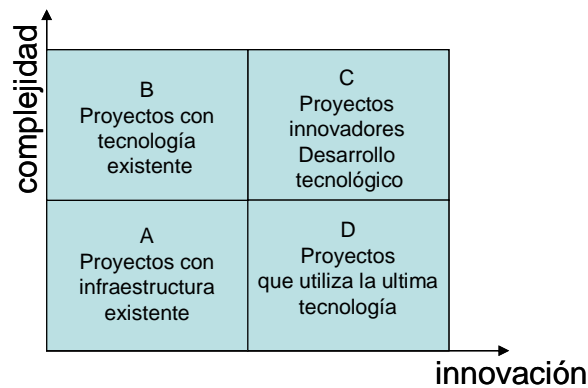 complejidad
B
Proyectos con
tecnología
existente
C
Proyectos
innovadores
Desarrollo
tecnológico
A
Proyectos con
infraestructura
existente
D
Proyectos
que utiliza la ultima
tecnología
innovación